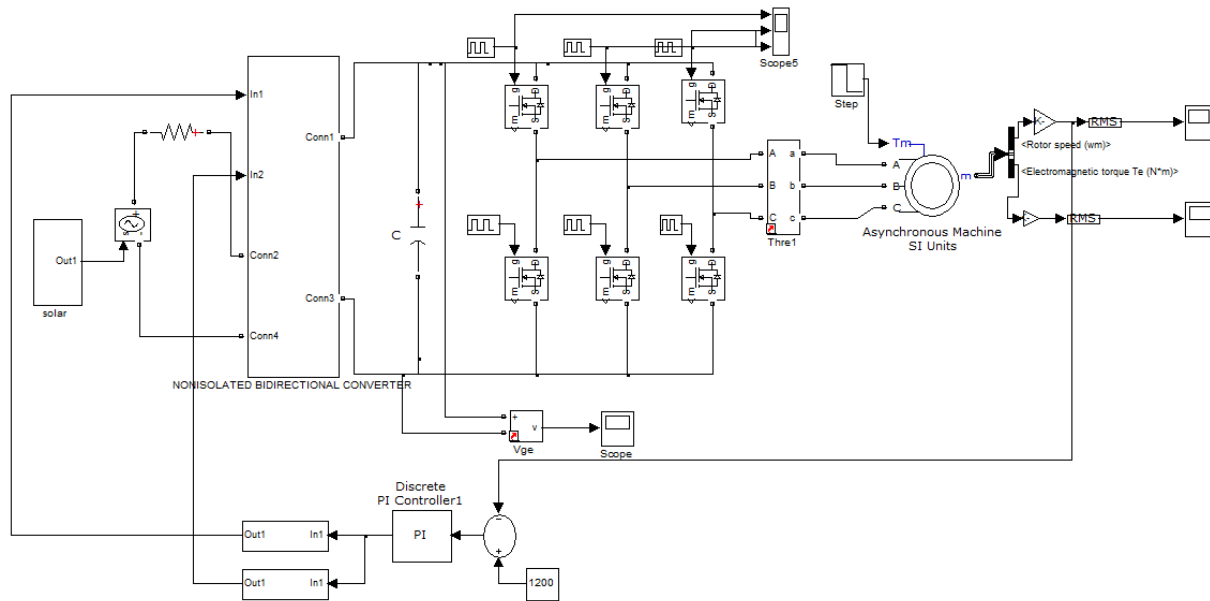 Scope5
Step
In1
Conn1
In2
Conn2
Conn3
Conn4
NONISOLATED BIDIRECTIONAL CONVERTER
Out1
solar
s
+
-
C
g
D
E
S
g
D
E
S
g
D
E
S
g
D
E
S
g
D
E
S
g
D
E
S
A
B
C
a
b
c
Thre1
Tm
A
B
C
m
Asynchronous Machine
SI Units
K-
RMS
<Rotor speed (wm)>
<Electromagnetic torque Te (N*m)>
RMS
+
-
v
Vge
Scope
Discrete
PI Controller1
PI
−
+
1200
Out1
In1
Out1
In1